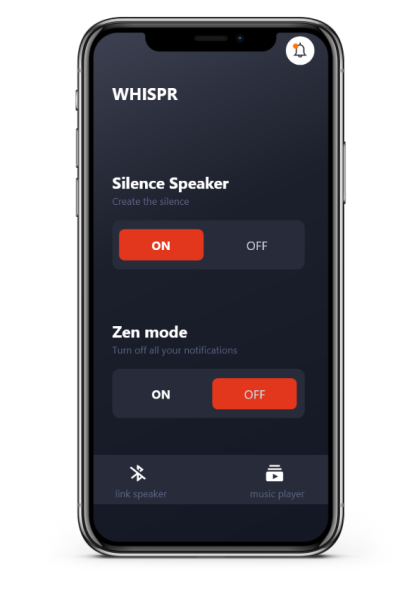 WHISPR
Silence Speaker
Create the silence
ON OFF
Zen mode
Turn off all your notifications
ON OFF
link speaker music player